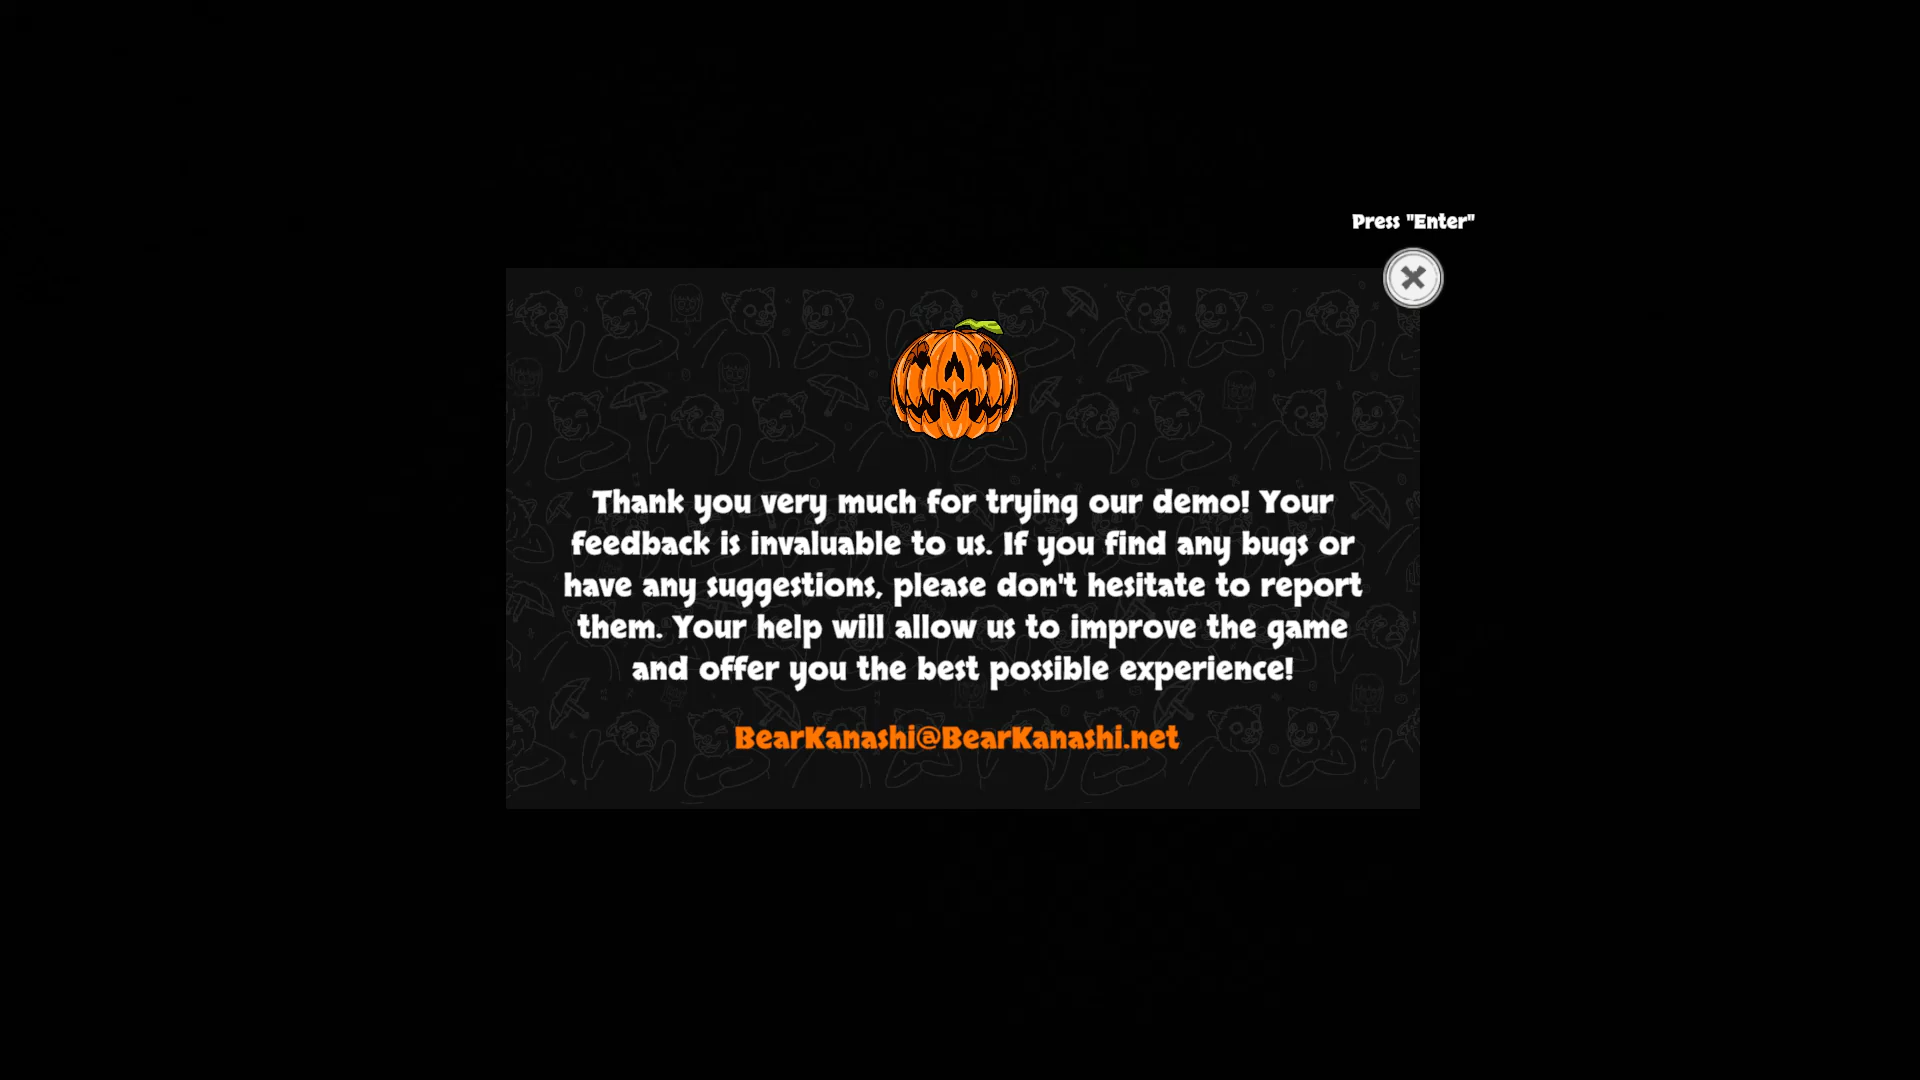 Press "Enter"
Thank you very much for trying our demo! Your
feedback is invaluable to us. If you find any bugs or
have any suggestions, please don't hesitate to report
them. Your help will allow us to improve the game
and offer you the best possible experience!
BearKanashi@BearKanashi.net